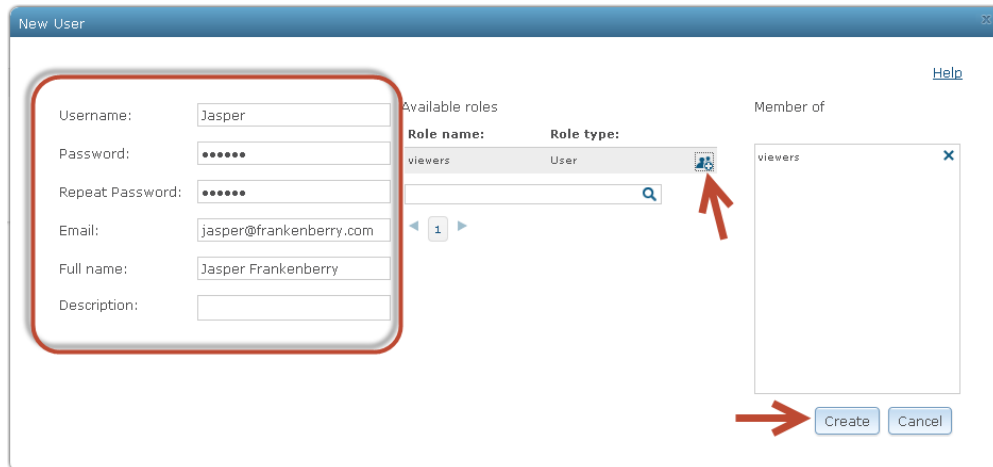 New User
x
Help
Username:
Jasper
Password:
••••••
Repeat Password:
••••••
Email:
jasper@frankenberry.com
Full name:
Jasper Frankenberry
Description:
Available roles
Role name: Role type:
viewers User
1
Member of
viewers
Create Cancel